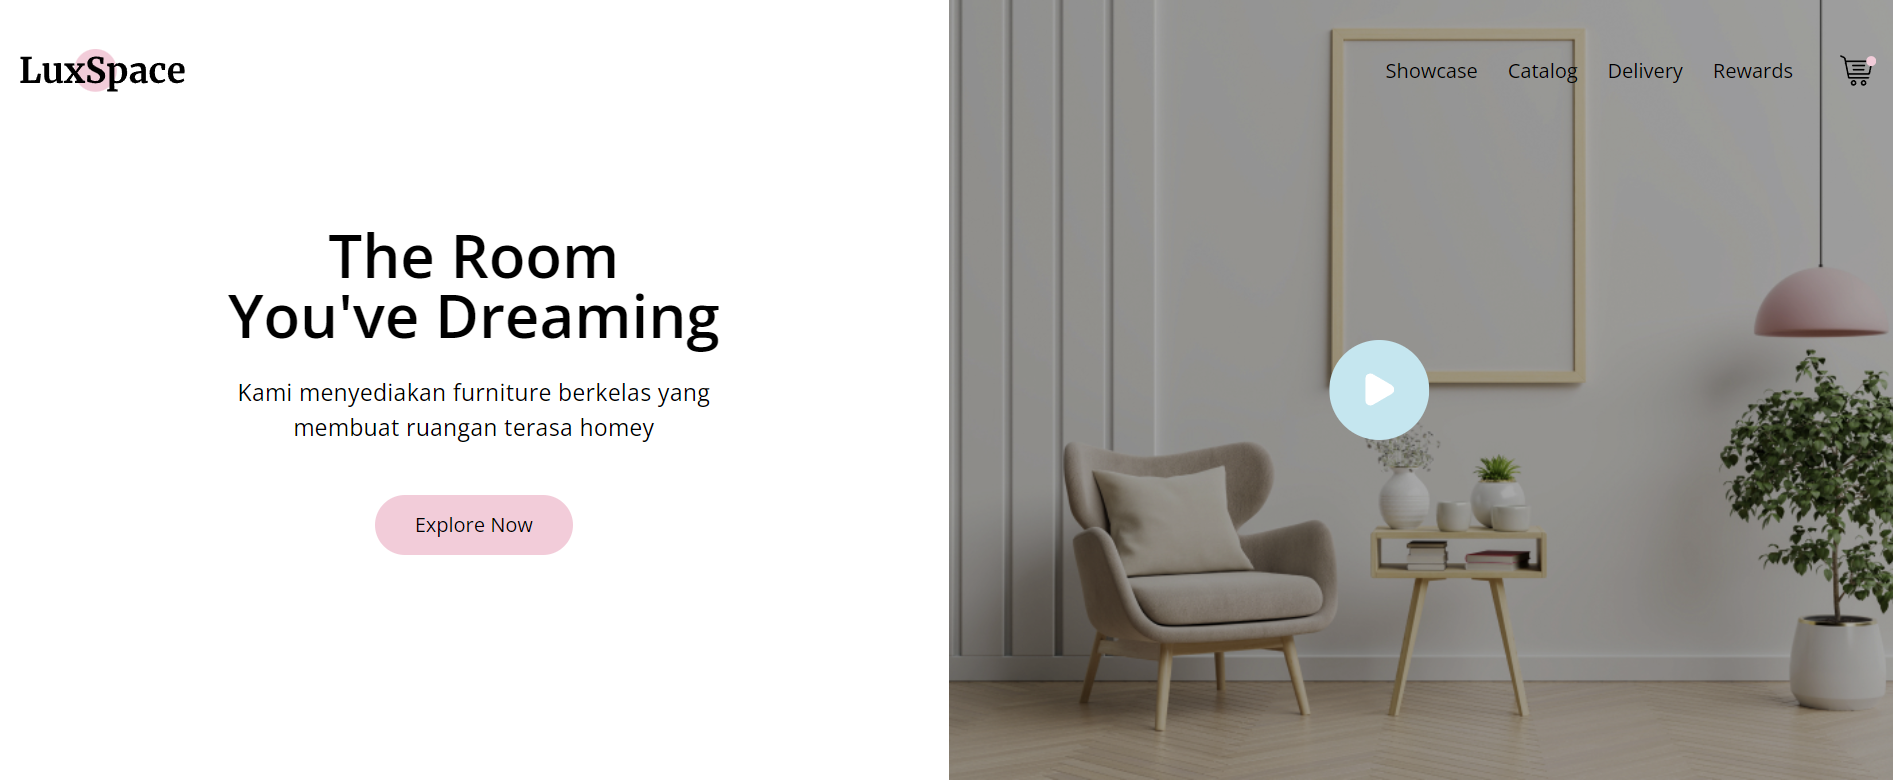 LuxSpace
Showcase Catalog Delivery Rewards
The Room
You've Dreaming
Kami menyediakan furniture berkelas yang
membuat ruangan terasa homey
Explore Now